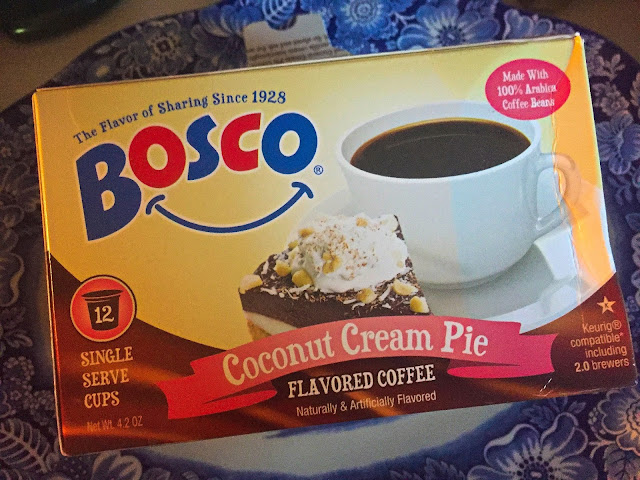 The Flavor of Sharing Since 1928
BOSCO®
Made With
100% Arabica
Coffee Beans
12
SINGLE
SERVE
CUPS
Net Wt. 4.2 OZ
Coconut Cream Pie
FLAVORED COFFEE
Naturally & Artificially Flavored
Keurig®
compatible*
including
2.0 brewers